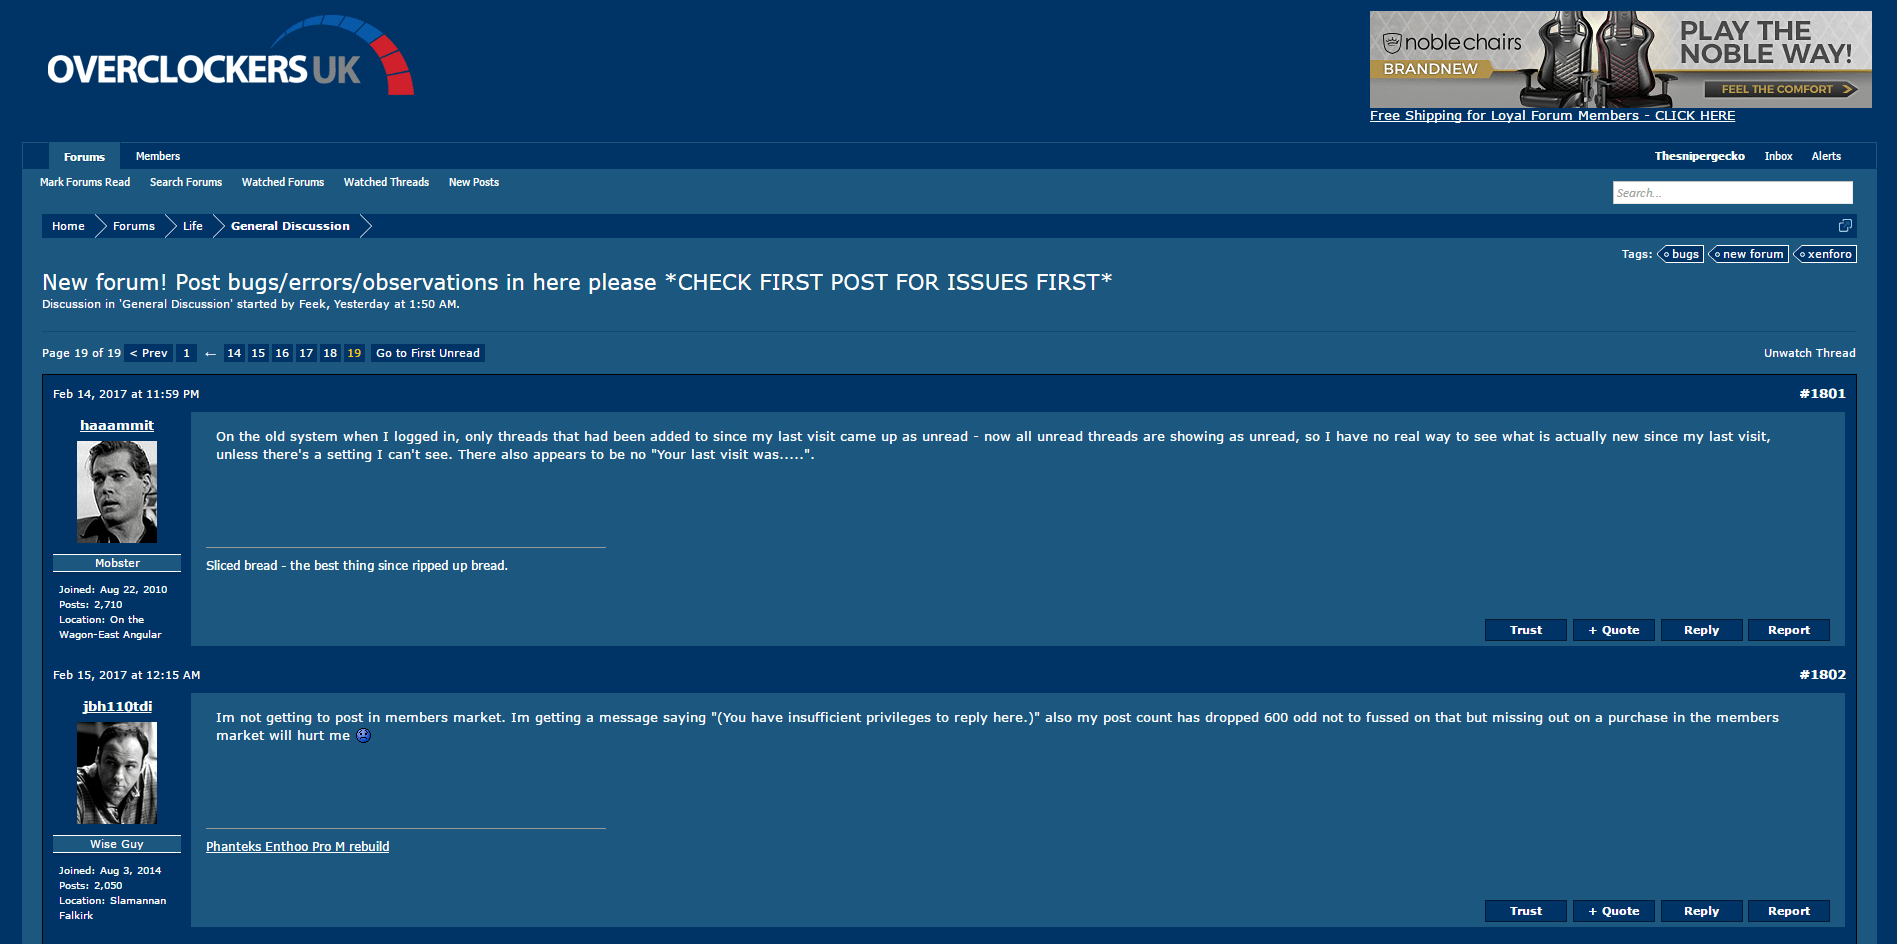 OVERCLOCKERS UK
noblechairs
BRANDNEW
PLAY THE
NOBLE WAY!
FEEL THE COMFORT
Free Shipping for Loyal Forum Members - CLICK HERE
Forums Members Thesnipergecko Inbox Alerts
Mark Forums Read Search Forums Watched Forums Watched Threads New Posts
Search...
Home Forums Life General Discussion
Tags: bugs new forum xenforo
New forum! Post bugs/errors/observations in here please *CHECK FIRST POST FOR ISSUES FIRST*
Discussion in 'General Discussion' started by Feek, Yesterday at 1:50 AM.
Page 19 of 19 < Prev 1 ← 14 15 16 17 18 19 Go to First Unread Unwatch Thread
Feb 14, 2017 at 11:59 PM #1801
haaammit
Mobster
Joined: Aug 22, 2010
Posts: 2,710
Location: On the
Wagon-East Angular
On the old system when I logged in, only threads that had been added to since my last visit came up as unread - now all unread threads are showing as unread, so I have no real way to see what is actually new since my last visit,
unless there's a setting I can't see. There also appears to be no "Your last visit was.....".
Sliced bread - the best thing since ripped up bread.
Trust + Quote Reply Report
Feb 15, 2017 at 12:15 AM #1802
jbh110tdi
Wise Guy
Joined: Aug 3, 2014
Posts: 2,050
Location: Slamannan
Falkirk
Im not getting to post in members market. Im getting a message saying "(You have insufficient privileges to reply here.)" also my post count has dropped 600 odd not to fussed on that but missing out on a purchase in the members
market will hurt me
Phanteks Enthoo Pro M rebuild
Trust + Quote Reply Report